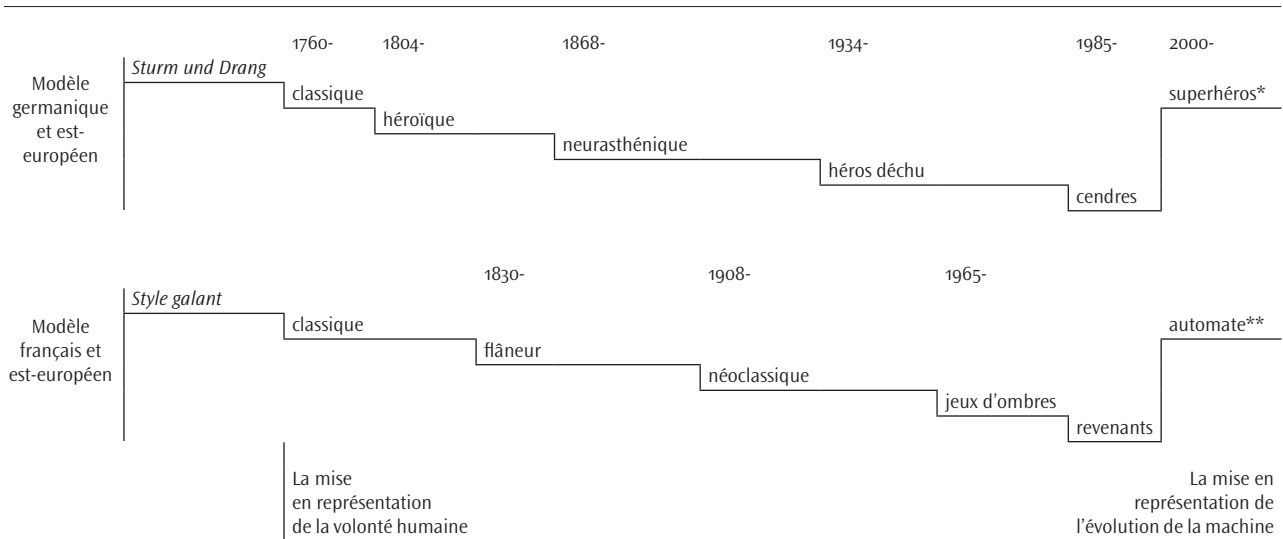 1760- 1804- 1868- 1934- 1985- 2000-
Sturm und Drang
Modèle
germanique
et est-
européen
classique
superhéros*
héroïque
neurasthénique
héros déchu
cendres
1830- 1908- 1965-
Style galant
Modèle
français et
est-européen
classique
automate**
flâneur
néoclassique
jeux d’ombres
revenants
La mise
en représentation
de la volonté humaine
La mise en
représentation de
l’évolution de la machine